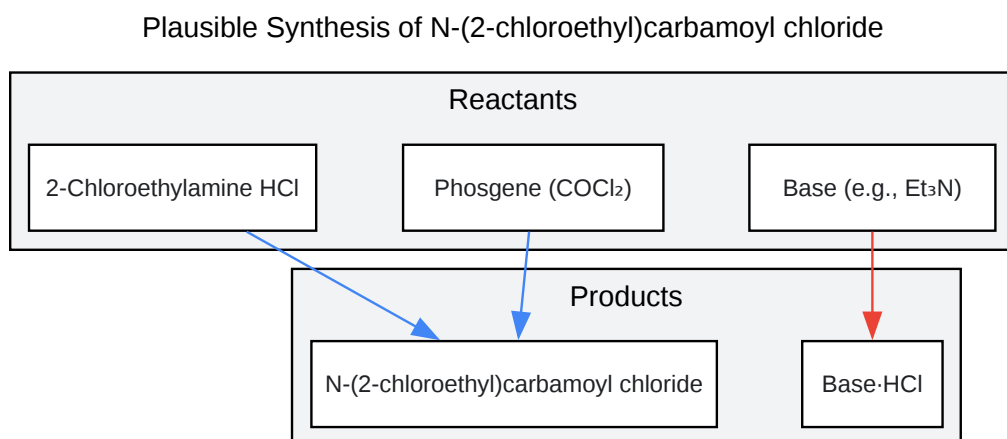 Plausible Synthesis of N-(2-chloroethyl)carbamoyl chloride
Reactants
2-Chloroethylamine HCl
Phosgene (COCl₂)
Base (e.g., Et₃N)
Products
N-(2-chloroethyl)carbamoyl chloride
Base·HCl